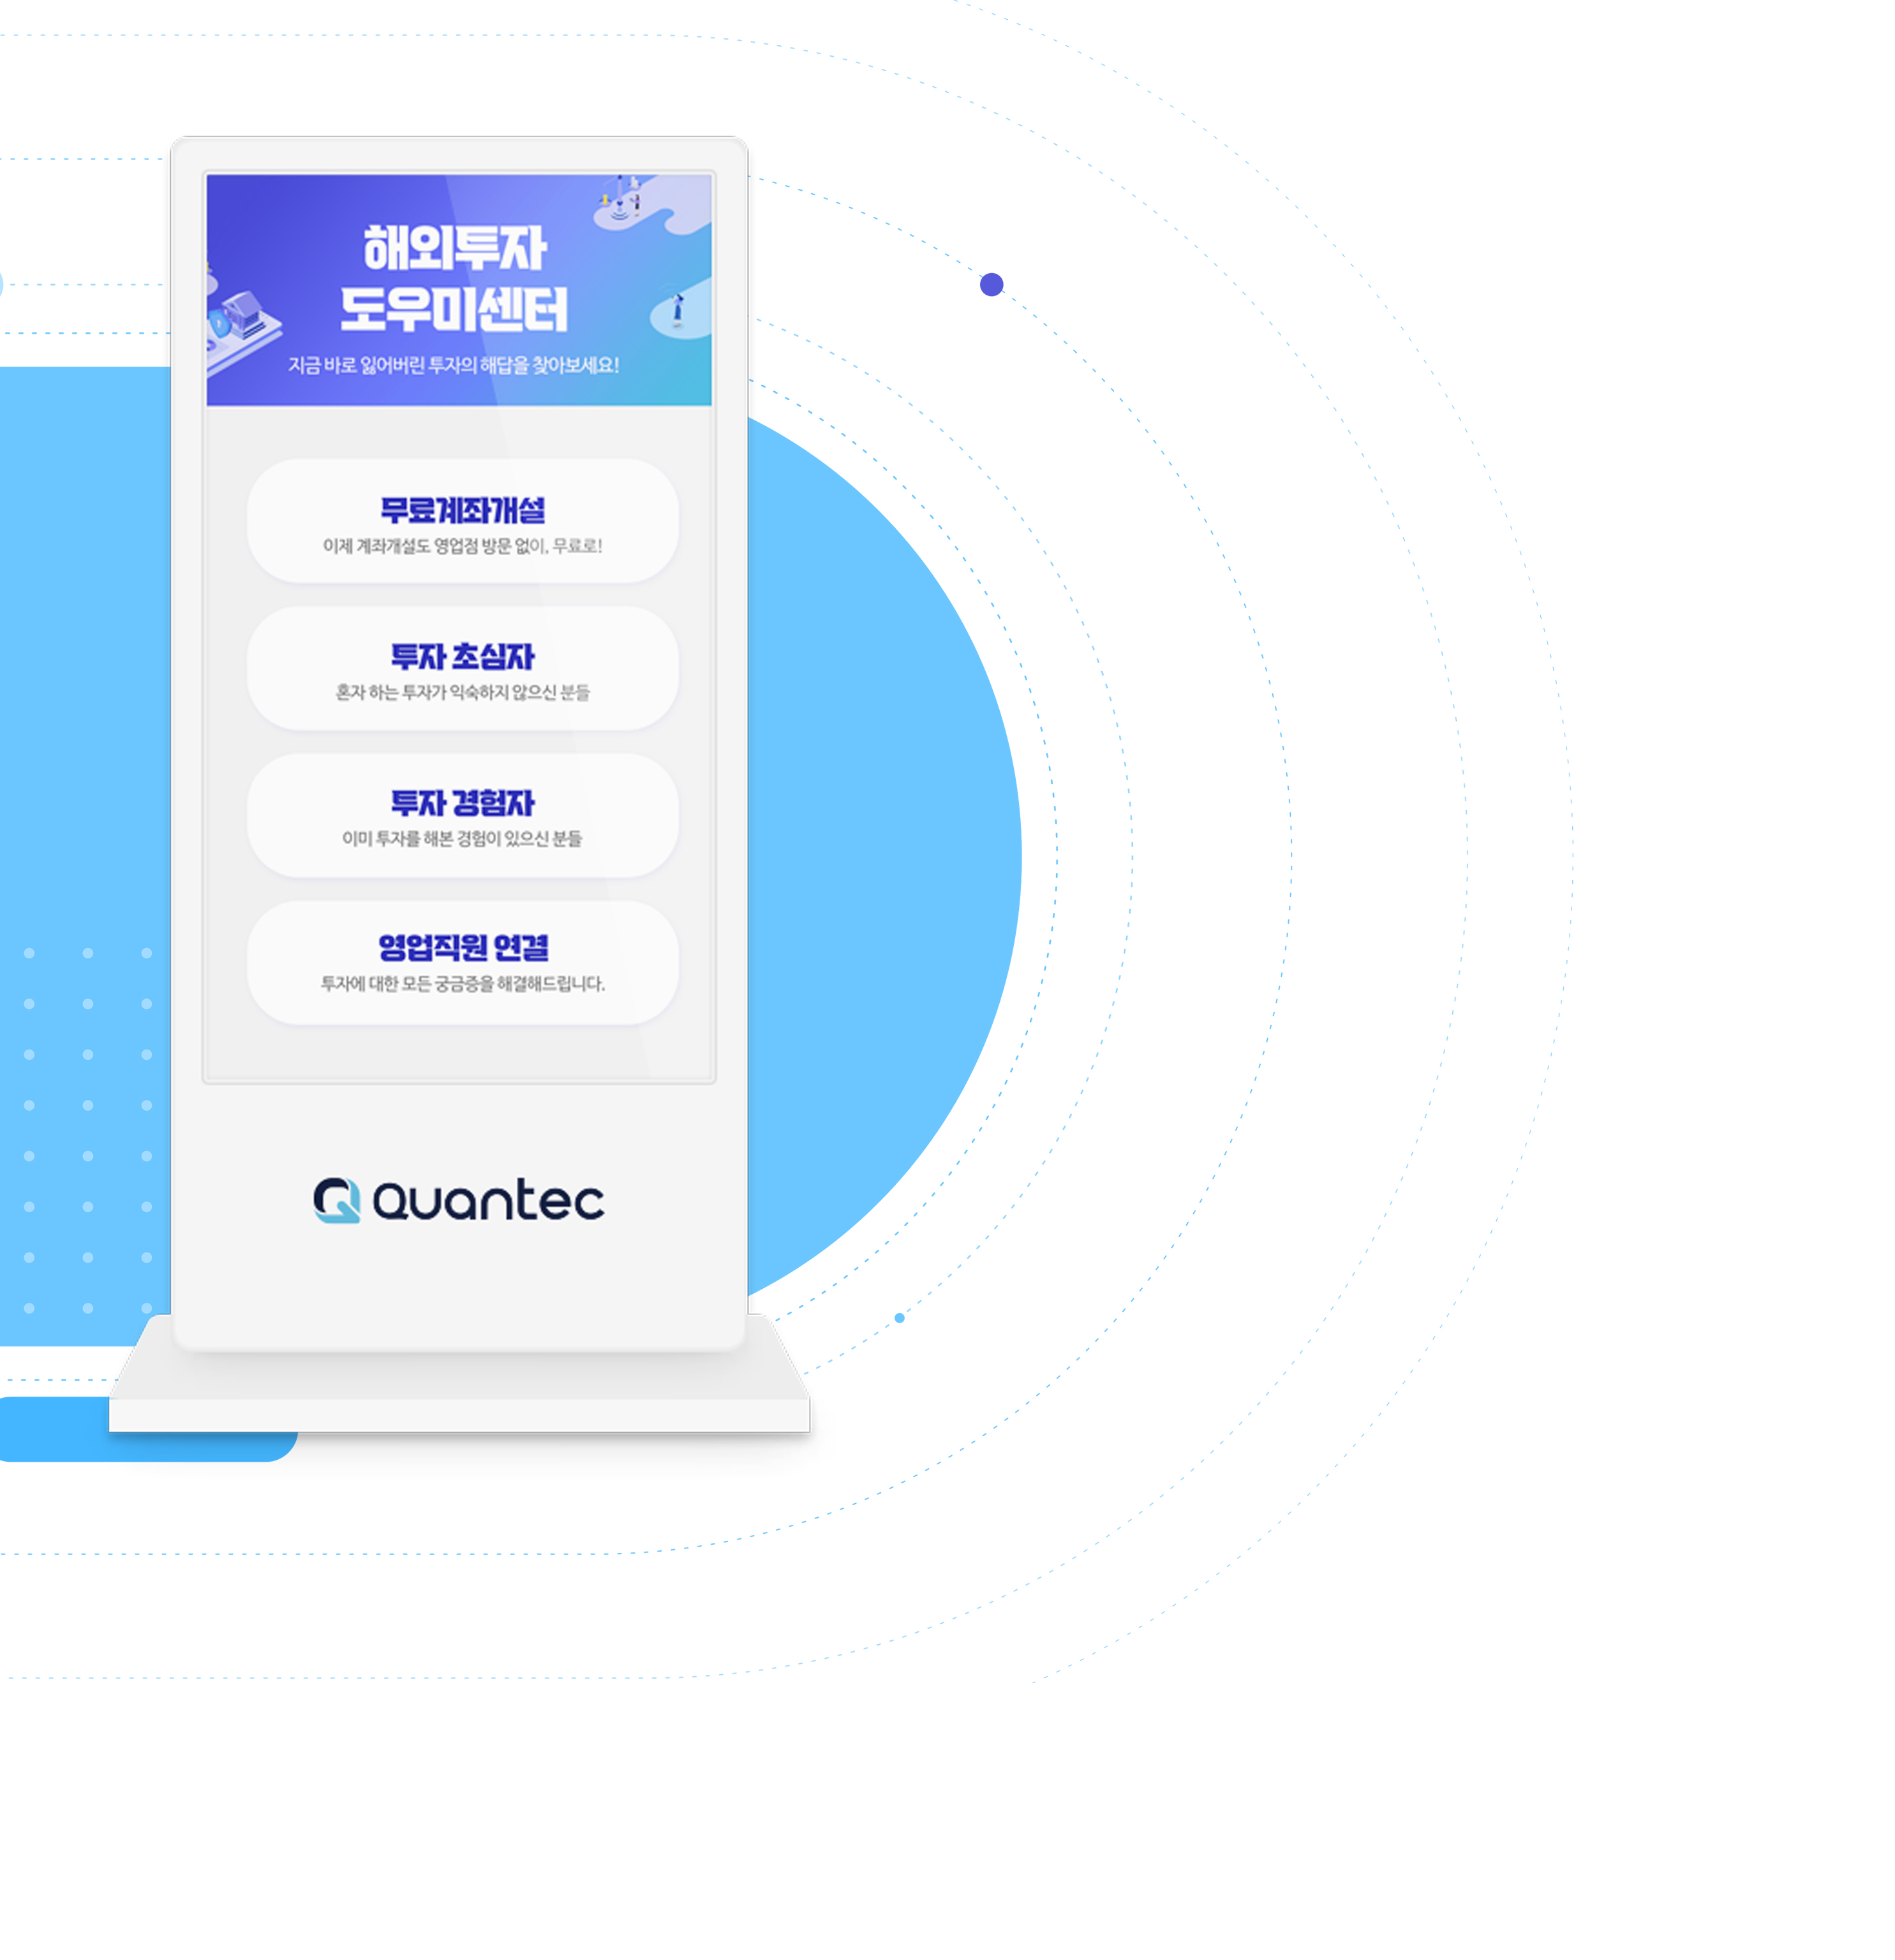 해외투자
도우미센터
지금 바로 잃어버린 투자의 해답을 찾아보세요!
무료계좌개설
이제 계좌개설도 영업점 방문 없이, 무료로!
투자 초심자
혼자 하는 투자가 익숙하지 않으신 분들
투자 경험자
이미 투자를 해본 경험이 있으신 분들
영업직원 연결
투자에 대한 모든 궁금증을 해결해드립니다.
Quantec